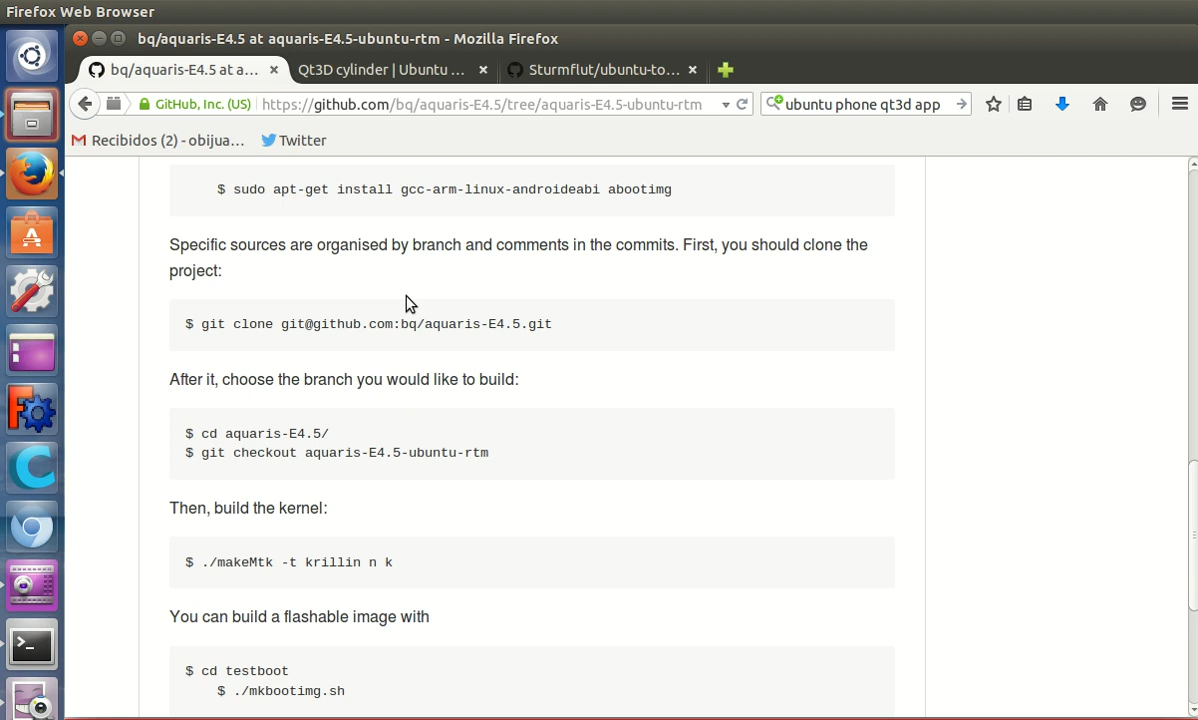 Firefox Web Browser
bq/aquaris-E4.5 at aquaris-E4.5-ubuntu-rtm - Mozilla Firefox
bq/aquaris-E4.5 at a... × Qt3D cylinder | Ubuntu ... × Sturmflut/ubuntu-to... ×
GitHub, Inc. (US) https://github.com/bq/aquaris-E4.5/tree/aquaris-E4.5-ubuntu-rtm ubuntu phone qt3d app
Recibidos (2) - obijua... Twitter
$ sudo apt-get install gcc-arm-linux-androideabi abootimg
Specific sources are organised by branch and comments in the commits. First, you should clone the
project:
$ git clone git@github.com:bq/aquaris-E4.5.git
After it, choose the branch you would like to build:
$ cd aquaris-E4.5/
$ git checkout aquaris-E4.5-ubuntu-rtm
Then, build the kernel:
$ ./makeMtk -t krillin n k
You can build a flashable image with
$ cd testboot
$ ./mkbootimg.sh